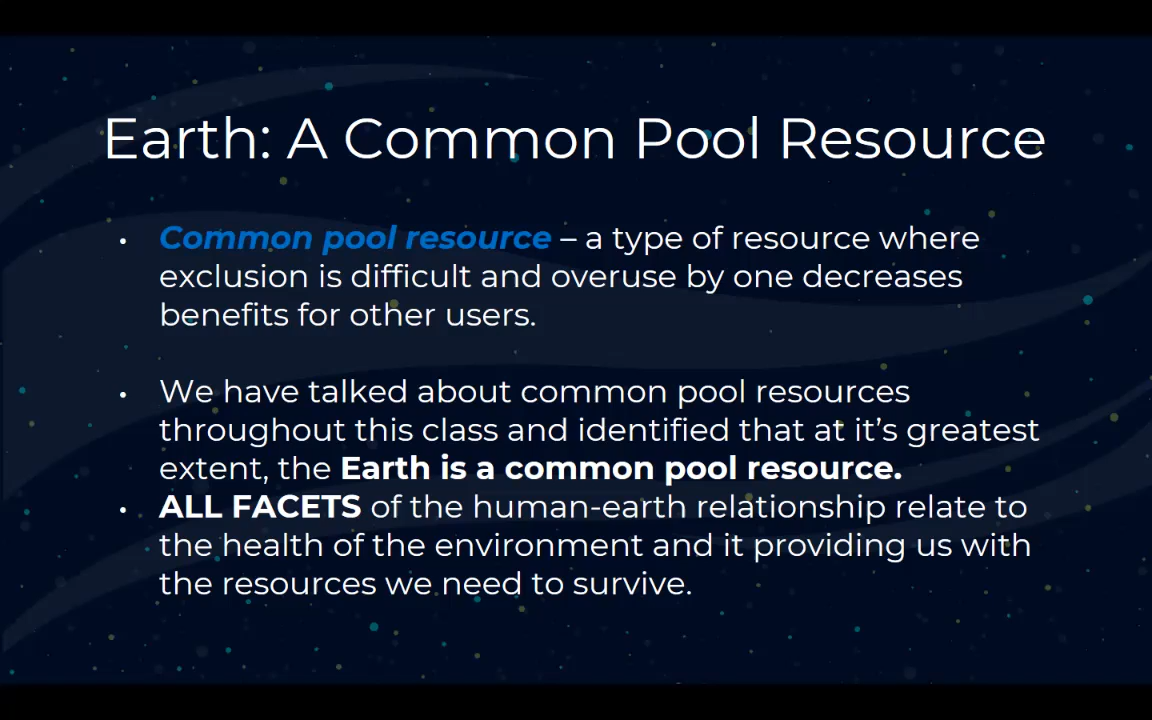 Earth: A Common Pool Resource
• Common pool resource – a type of resource where
exclusion is difficult and overuse by one decreases
benefits for other users.
• We have talked about common pool resources
throughout this class and identified that at it’s greatest
extent, the Earth is a common pool resource.
• ALL FACETS of the human-earth relationship relate to
the health of the environment and it providing us with
the resources we need to survive.